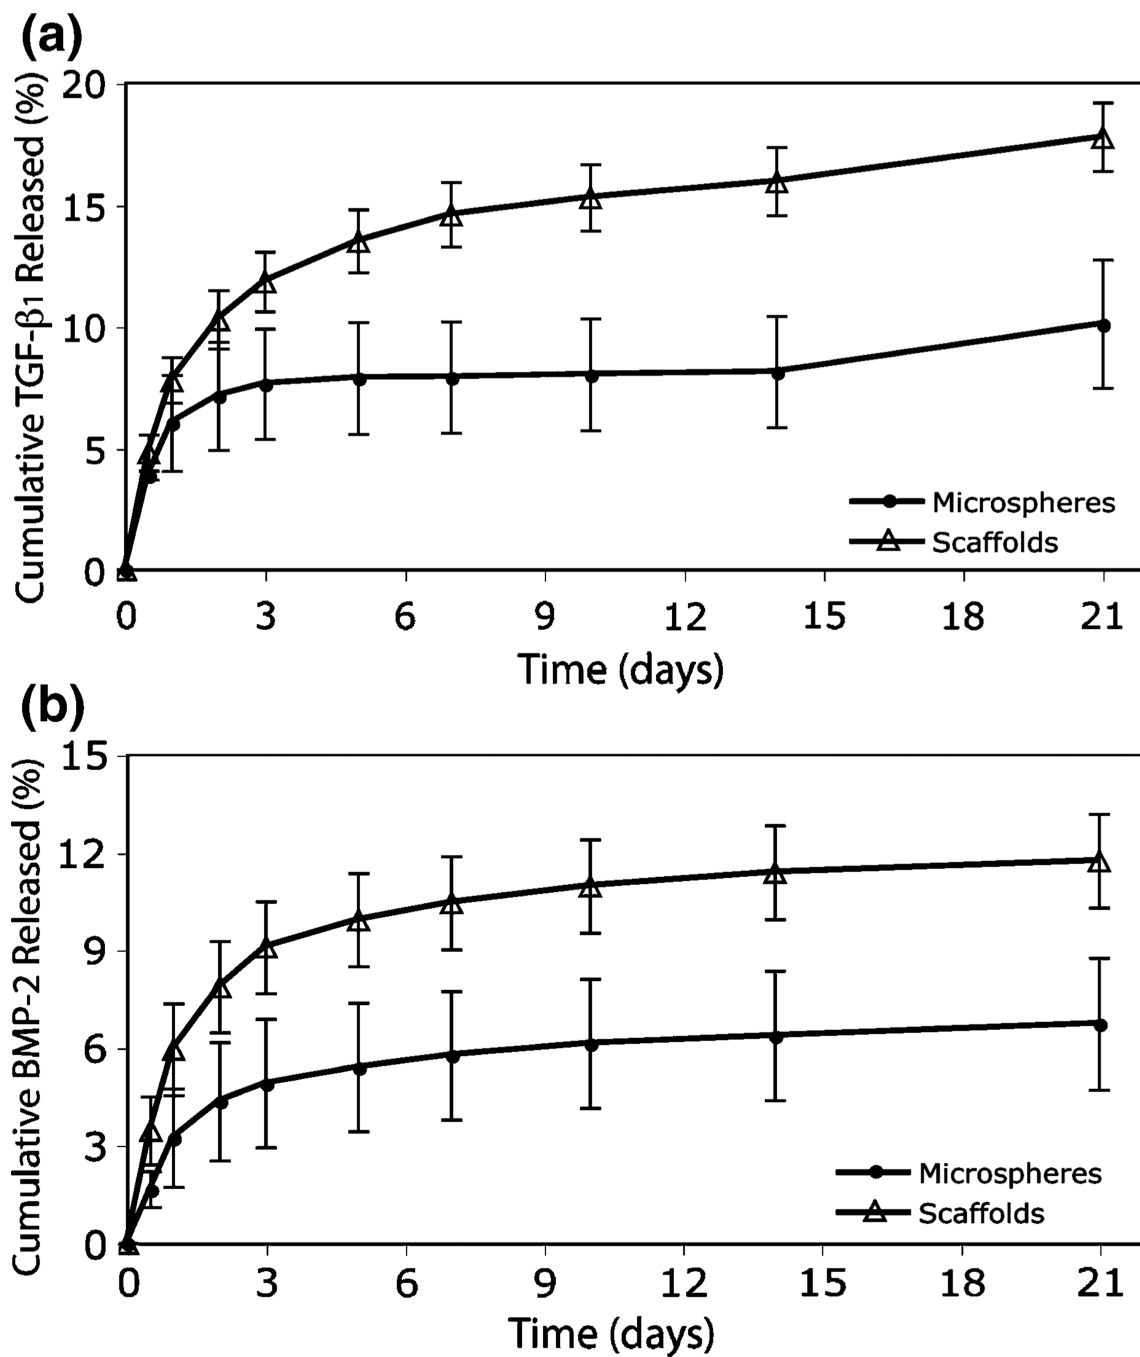 (a)
Cumulative TGF-β1 Released (%)
20
15
10
5
0
Microspheres
Scaffolds
0 3 6 9 12 15 18 21
Time (days)
(b)
Cumulative BMP-2 Released (%)
15
12
9
6
3
0
Microspheres
Scaffolds
0 3 6 9 12 15 18 21
Time (days)